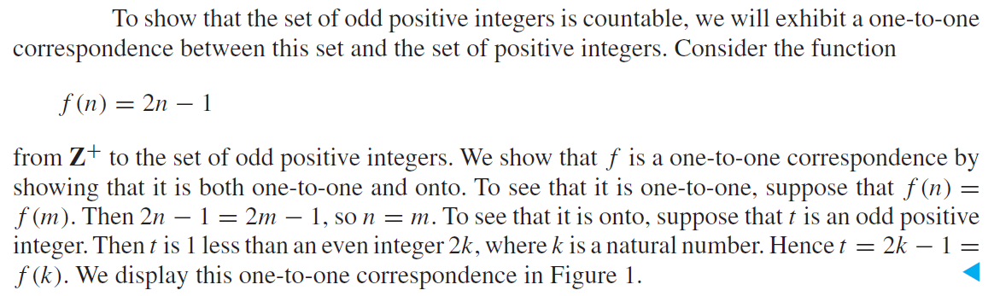 To show that the set of odd positive integers is countable, we will exhibit a one-to-one
correspondence between this set and the set of positive integers. Consider the function
f(n) = 2n − 1
from Z⁺ to the set of odd positive integers. We show that f is a one-to-one correspondence by
showing that it is both one-to-one and onto. To see that it is one-to-one, suppose that f(n) =
f(m). Then 2n − 1 = 2m − 1, so n = m. To see that it is onto, suppose that t is an odd positive
integer. Then t is 1 less than an even integer 2k, where k is a natural number. Hence t = 2k − 1 =
f(k). We display this one-to-one correspondence in Figure 1.